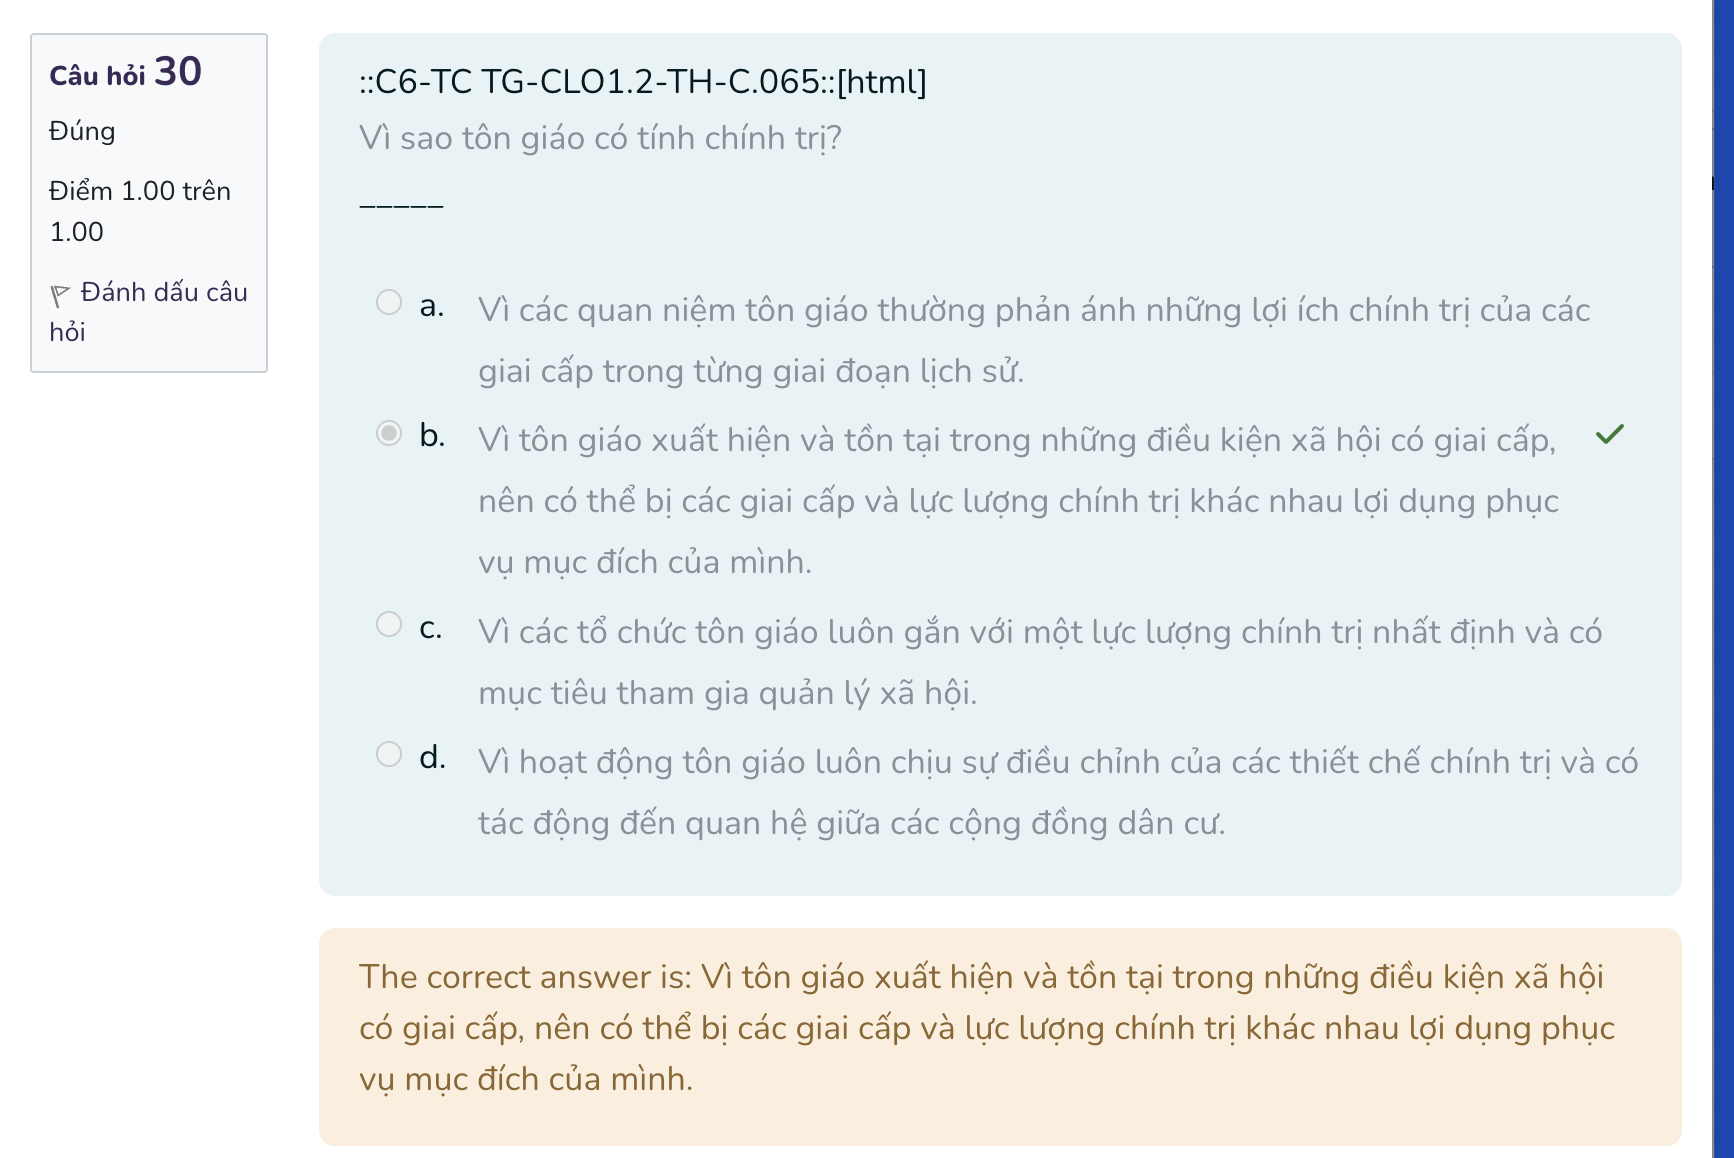 Câu hỏi 30
Đúng
Điểm 1.00 trên
1.00
Đánh dấu câu
hỏi
::C6-TC TG-CLO1.2-TH-C.065::[html]
Vì sao tôn giáo có tính chính trị?
_____
a. Vì các quan niệm tôn giáo thường phản ánh những lợi ích chính trị của các
giai cấp trong từng giai đoạn lịch sử.
b. Vì tôn giáo xuất hiện và tồn tại trong những điều kiện xã hội có giai cấp,
nên có thể bị các giai cấp và lực lượng chính trị khác nhau lợi dụng phục
vụ mục đích của mình.
c. Vì các tổ chức tôn giáo luôn gắn với một lực lượng chính trị nhất định và có
mục tiêu tham gia quản lý xã hội.
d. Vì hoạt động tôn giáo luôn chịu sự điều chỉnh của các thiết chế chính trị và có
tác động đến quan hệ giữa các cộng đồng dân cư.
The correct answer is: Vì tôn giáo xuất hiện và tồn tại trong những điều kiện xã hội
có giai cấp, nên có thể bị các giai cấp và lực lượng chính trị khác nhau lợi dụng phục
vụ mục đích của mình.